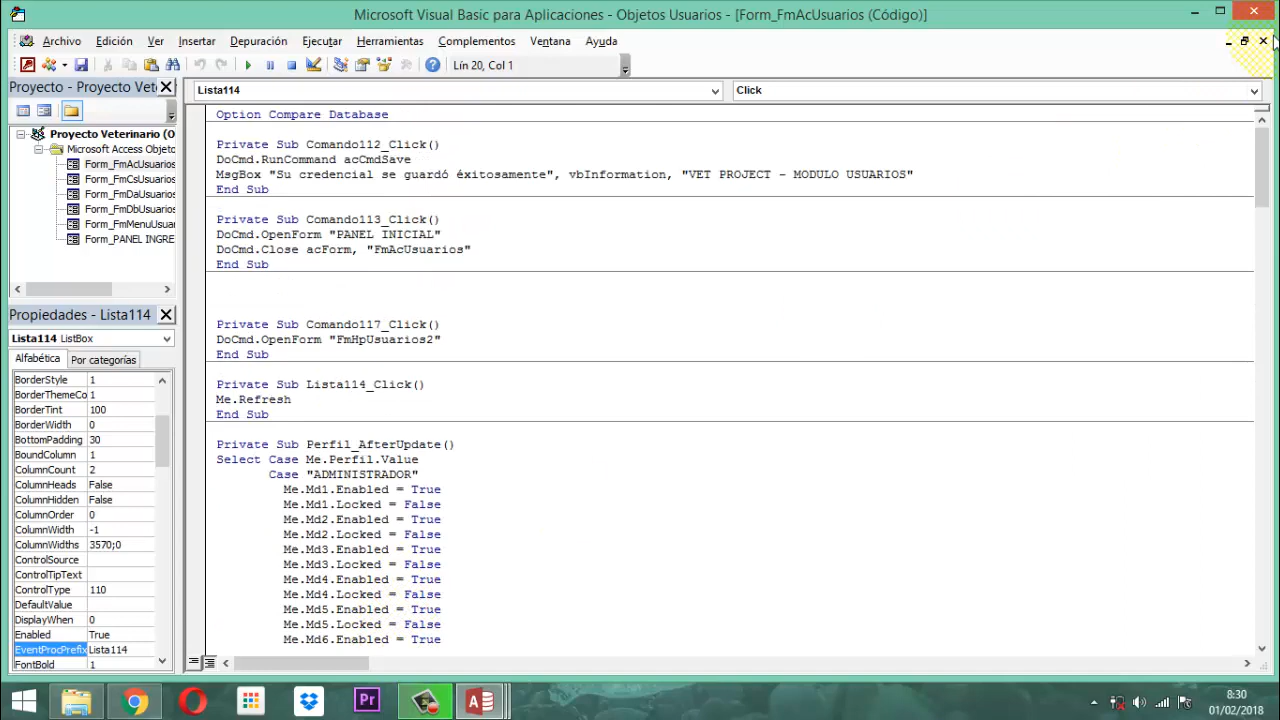 Microsoft Visual Basic para Aplicaciones - Objetos Usuarios - [Form_FmAcUsuarios (Código)]
Archivo Edición Ver Insertar Depuración Ejecutar Herramientas Complementos Ventana Ayuda
Lín 20, Col 1
Proyecto - Proyecto Vete
Proyecto Veterinario (O
Microsoft Access Objeto
Form_FmAcUsuarios
Form_FmCsUsuarios
Form_FmDaUsuarios
Form_FmDbUsuarios
Form_FmMenuUsuar
Form_PANEL INGRE
Propiedades - Lista114
Lista114 ListBox
Alfabética Por categorías
BorderStyle 1
BorderThemeCo 1
BorderTint 100
BorderWidth 0
BottomPadding 30
BoundColumn 1
ColumnCount 2
ColumnHeads False
ColumnHidden False
ColumnOrder 0
ColumnWidth -1
ColumnWidths 3570;0
ControlSource
ControlTipText
ControlType 110
DefaultValue
DisplayWhen 0
Enabled True
EventProcPrefix Lista114
FontBold 1
Lista114 Click
Option Compare Database
Private Sub Comando112_Click()
DoCmd.RunCommand acCmdSave
MsgBox "Su credencial se guardó éxitosamente", vbInformation, "VET PROJECT - MODULO USUARIOS"
End Sub
Private Sub Comando113_Click()
DoCmd.OpenForm "PANEL INICIAL"
DoCmd.Close acForm, "FmAcUsuarios"
End Sub
Private Sub Comando117_Click()
DoCmd.OpenForm "FmHpUsuarios2"
End Sub
Private Sub Lista114_Click()
Me.Refresh
End Sub
Private Sub Perfil_AfterUpdate()
Select Case Me.Perfil.Value
Case "ADMINISTRADOR"
Me.Md1.Enabled = True
Me.Md1.Locked = False
Me.Md2.Enabled = True
Me.Md2.Locked = False
Me.Md3.Enabled = True
Me.Md3.Locked = False
Me.Md4.Enabled = True
Me.Md4.Locked = False
Me.Md5.Enabled = True
Me.Md5.Locked = False
Me.Md6.Enabled = True
Pr
8:30
01/02/2018